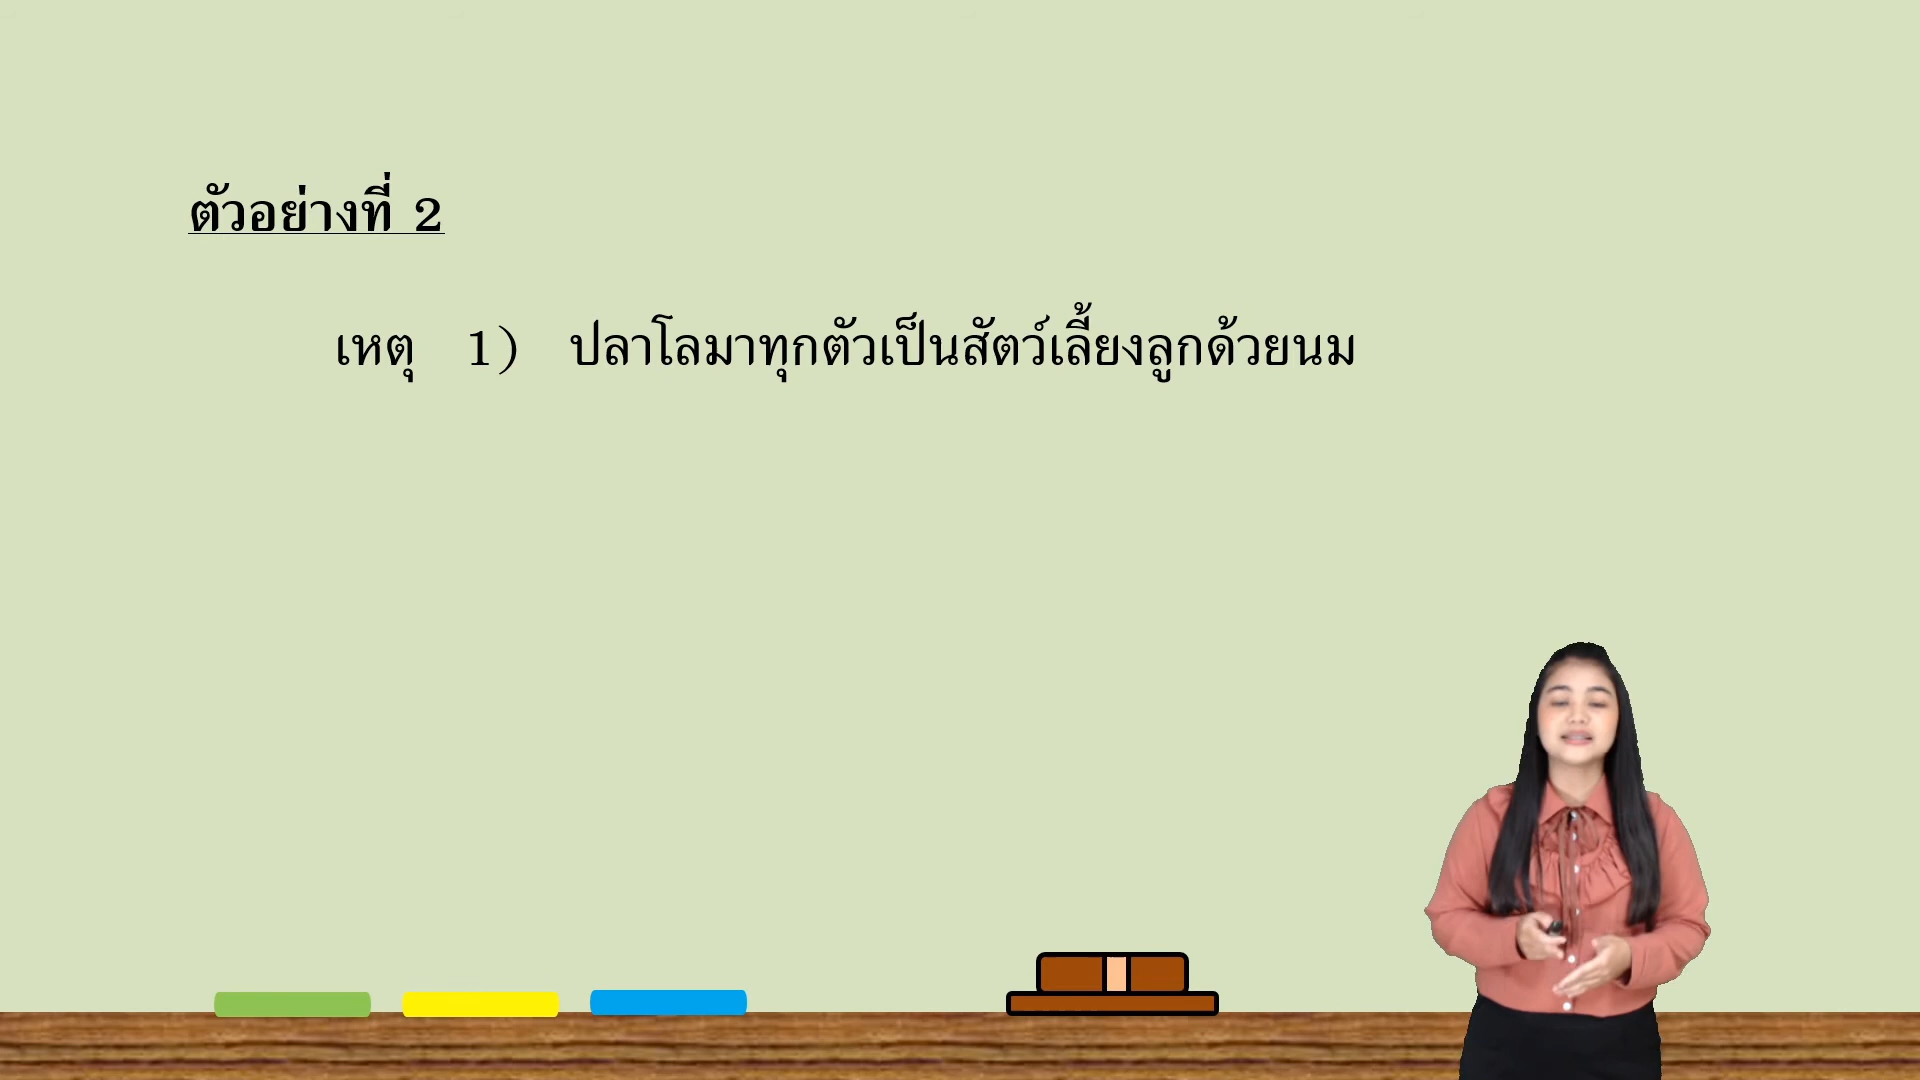 ตัวอย่างที่ 2
เหตุ 1) ปลาโลมาทุกตัวเป็นสัตว์เลี้ยงลูกด้วยนม